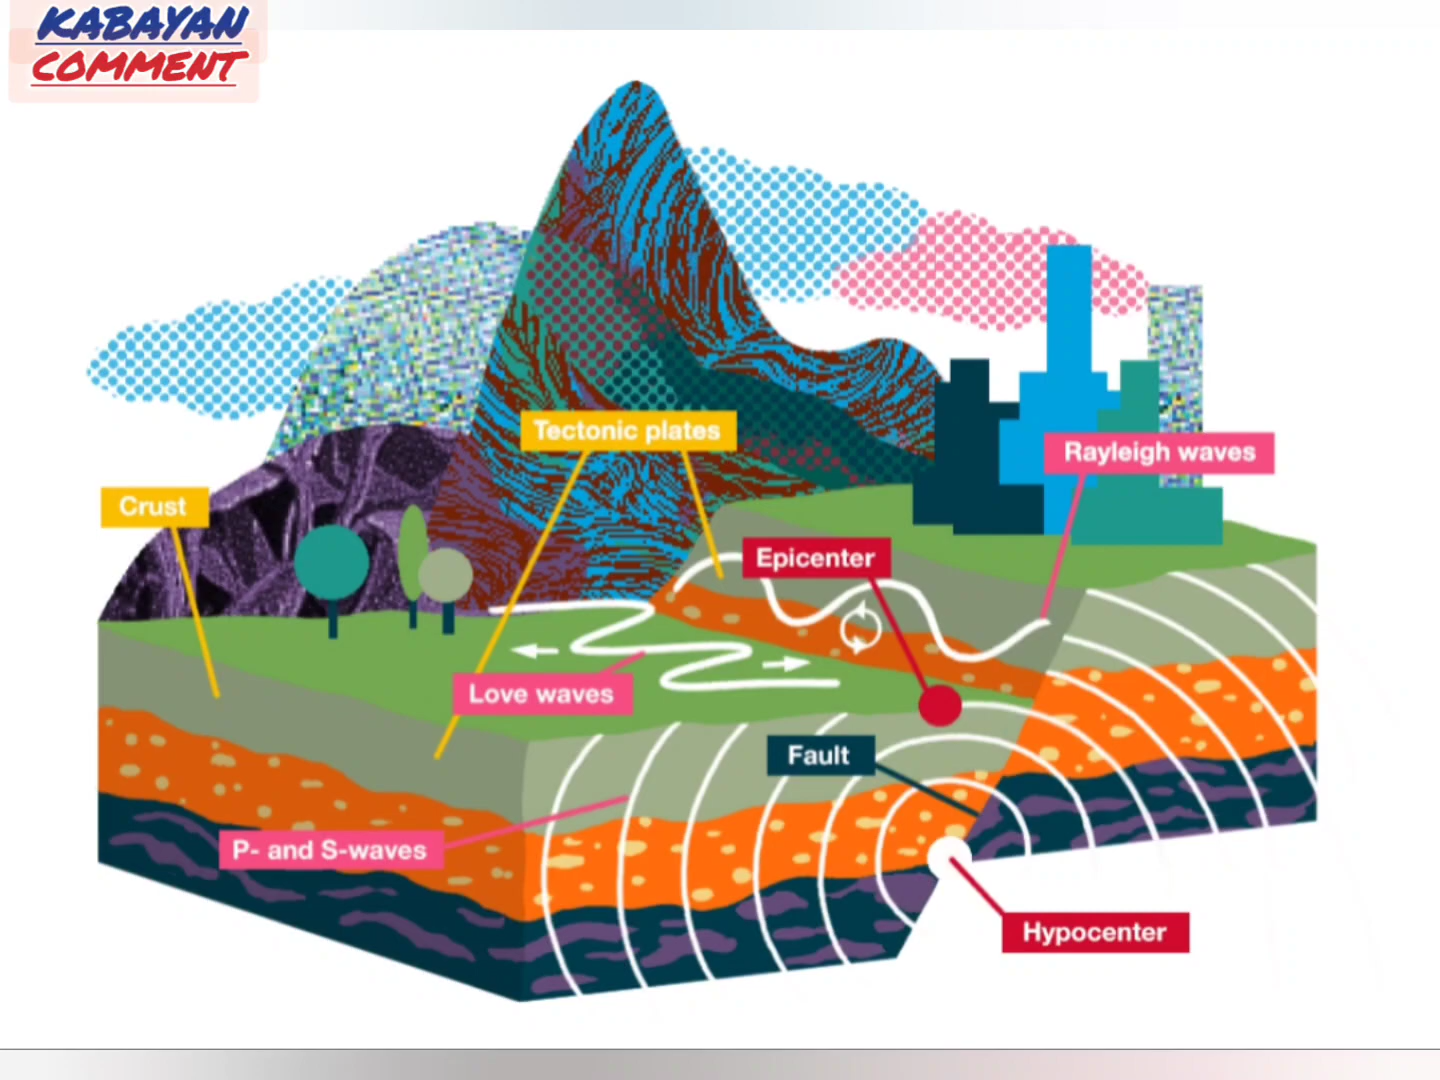 KABAYAN
COMMENT
Tectonic plates
Rayleigh waves
Crust
Epicenter
Love waves
Fault
P- and S-waves
Hypocenter